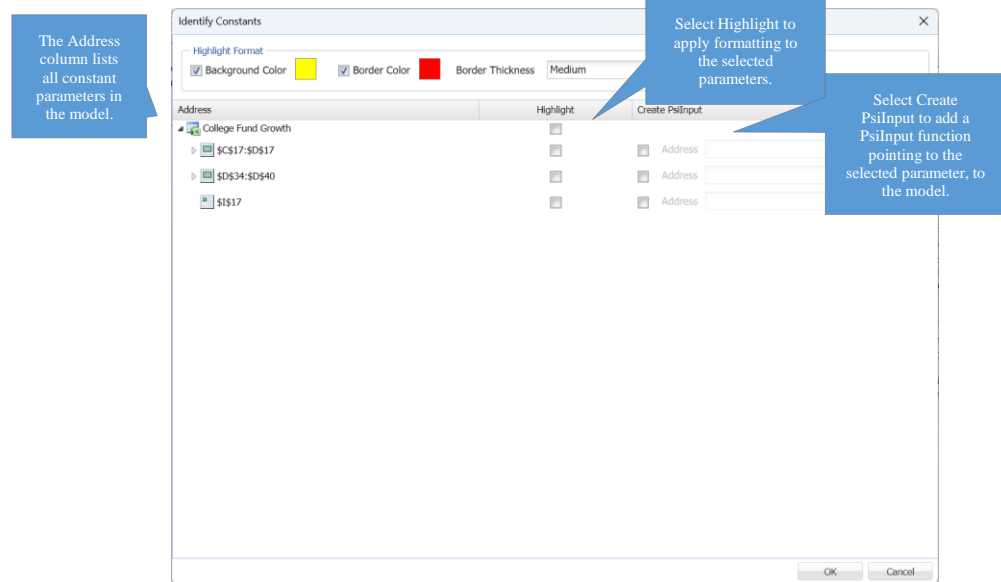 Identify Constants
The Address
column lists
all constant
parameters in
the model.
Select Highlight to
apply formatting to
the selected
parameters.
Highlight Format
Background Color
Border Color
Border Thickness
Medium
Select Create
PsiInput to add a
PsiInput function
pointing to the
selected parameter, to
the model.
Address
Highlight
Create PsiInput
College Fund Growth
$C$17:$D$17
Address
$D$34:$D$40
Address
$I$17
Address
OK
Cancel